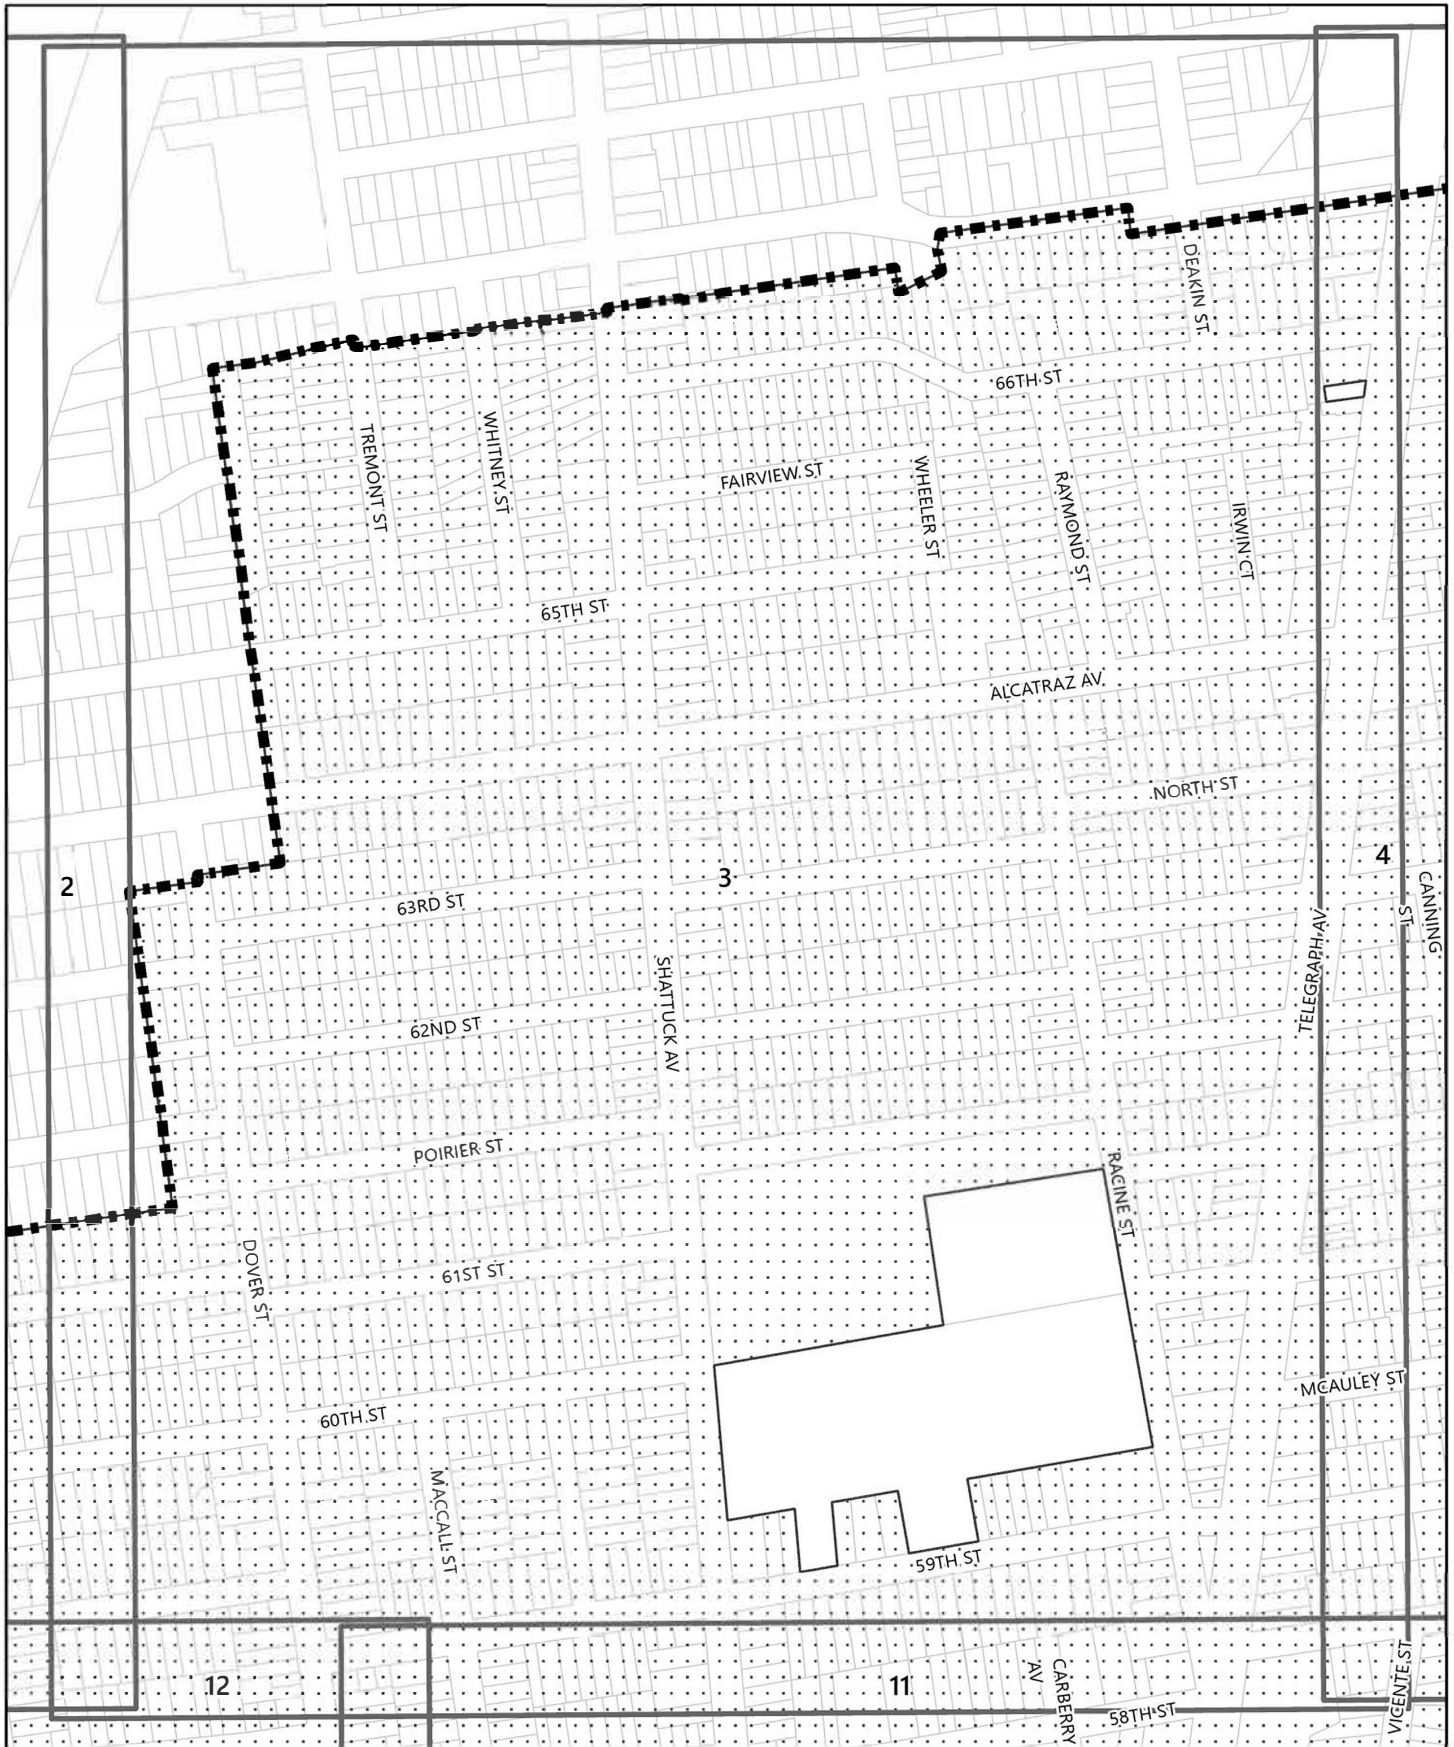 DEAKIN ST.
66TH ST
TREMONT ST
WHITNEY ST
FAIRVIEW ST
WHEELER ST
RAYMOND ST
IRWIN CT
65TH ST
ALCATRAZ AV
NORTH ST
2
3
4
63RD ST
CANNING
ST
TELEGRAPH AV
SHATTUCK AV
62ND ST
POIRIER ST
RACINE ST
DOVER ST
61ST ST
MCAULEY ST
60TH ST
MACCALL ST
59TH ST
12
11
CARBERRY
AV
58TH ST
VICENTE ST